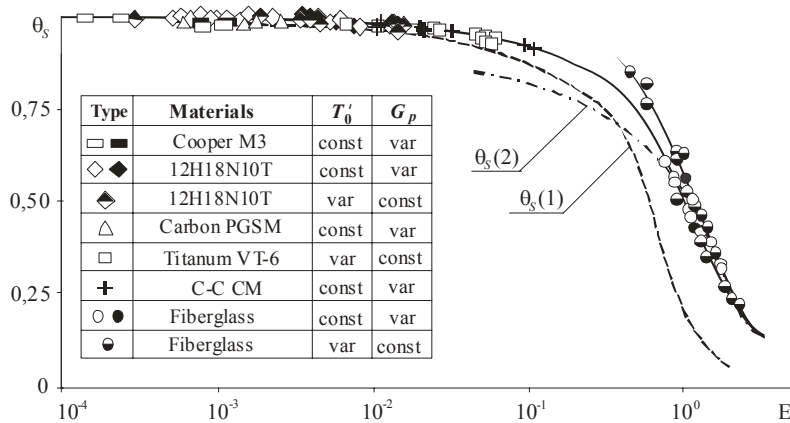 θS
0,75
0,50
0,25
0
10-4
10-3
10-2
10-1
100
E
θS(2)
θS(1)
Type Materials T0′ Gp
Cooper M3 const var
12H18N10T const var
12H18N10T var const
Carbon PGSM const var
Titanum VT-6 var const
C-C CM const var
Fiberglass const var
Fiberglass var const